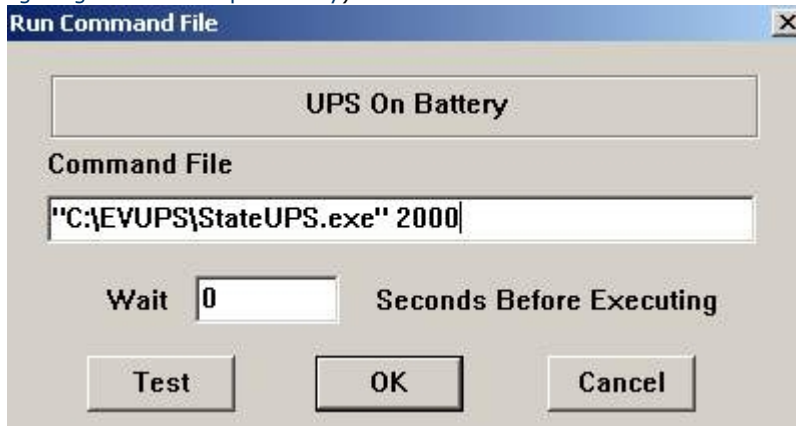 Run Command File
UPS On Battery
Command File
"C:\EVUPS\StateUPS.exe" 2000
Wait 0 Seconds Before Executing
Test OK Cancel